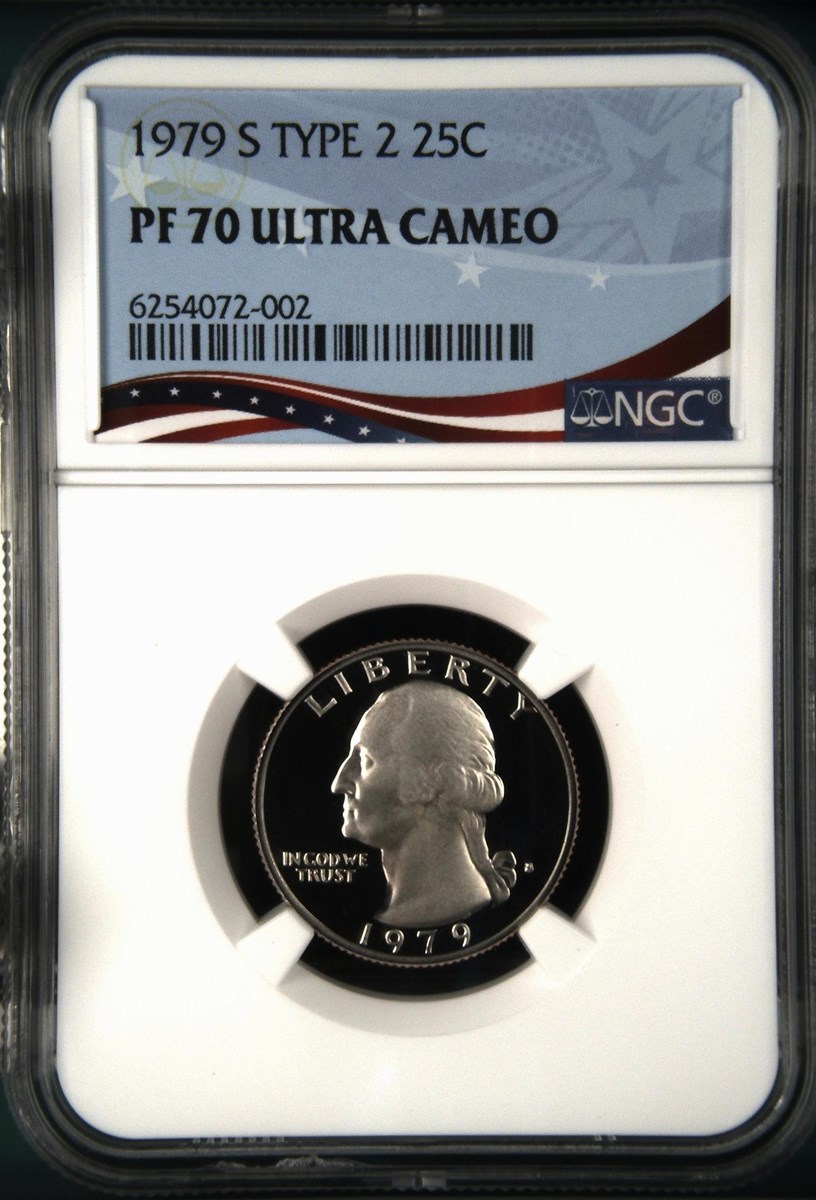 1979 S TYPE 2 25C
PF 70 ULTRA CAMEO
6254072-002
NGC®
LIBERTY
IN GOD WE
TRUST
S
1979